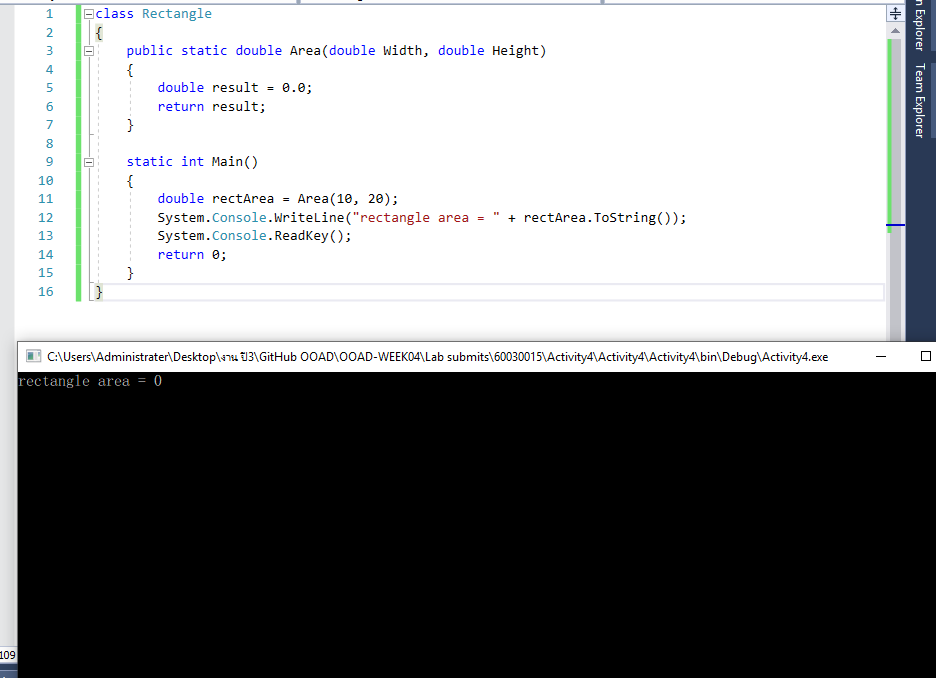 1 class Rectangle
2 {
3 public static double Area(double Width, double Height)
4 {
5 double result = 0.0;
6 return result;
7 }
8
9 static int Main()
10 {
11 double rectArea = Area(10, 20);
12 System.Console.WriteLine("rectangle area = " + rectArea.ToString());
13 System.Console.ReadKey();
14 return 0;
15 }
16 }
Explorer
Team Explorer
C:\Users\Administrater\Desktop\งาน ปี3\GitHub OOAD\OOAD-WEEK04\Lab submits\60030015\Activity4\Activity4\Activity4\bin\Debug\Activity4.exe
rectangle area = 0
109